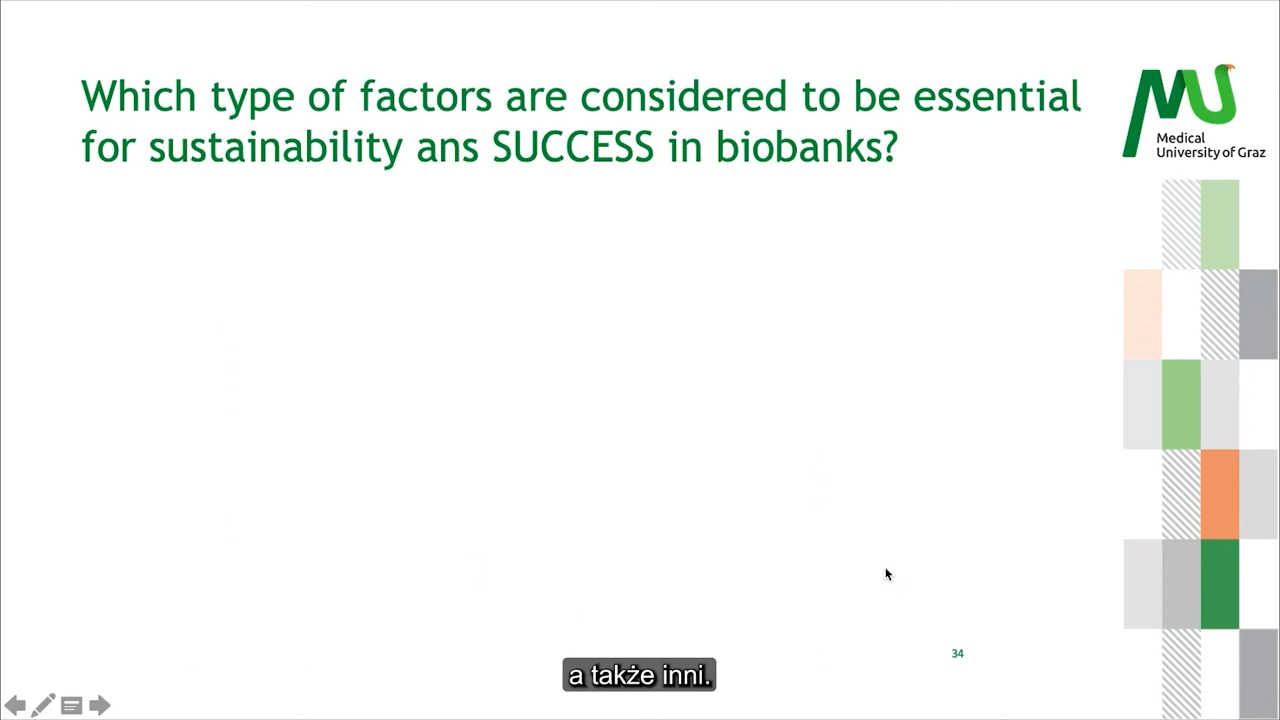 Which type of factors are considered to be essential
for sustainability ans SUCCESS in biobanks?
Medical
University of Graz
34
a także inni.